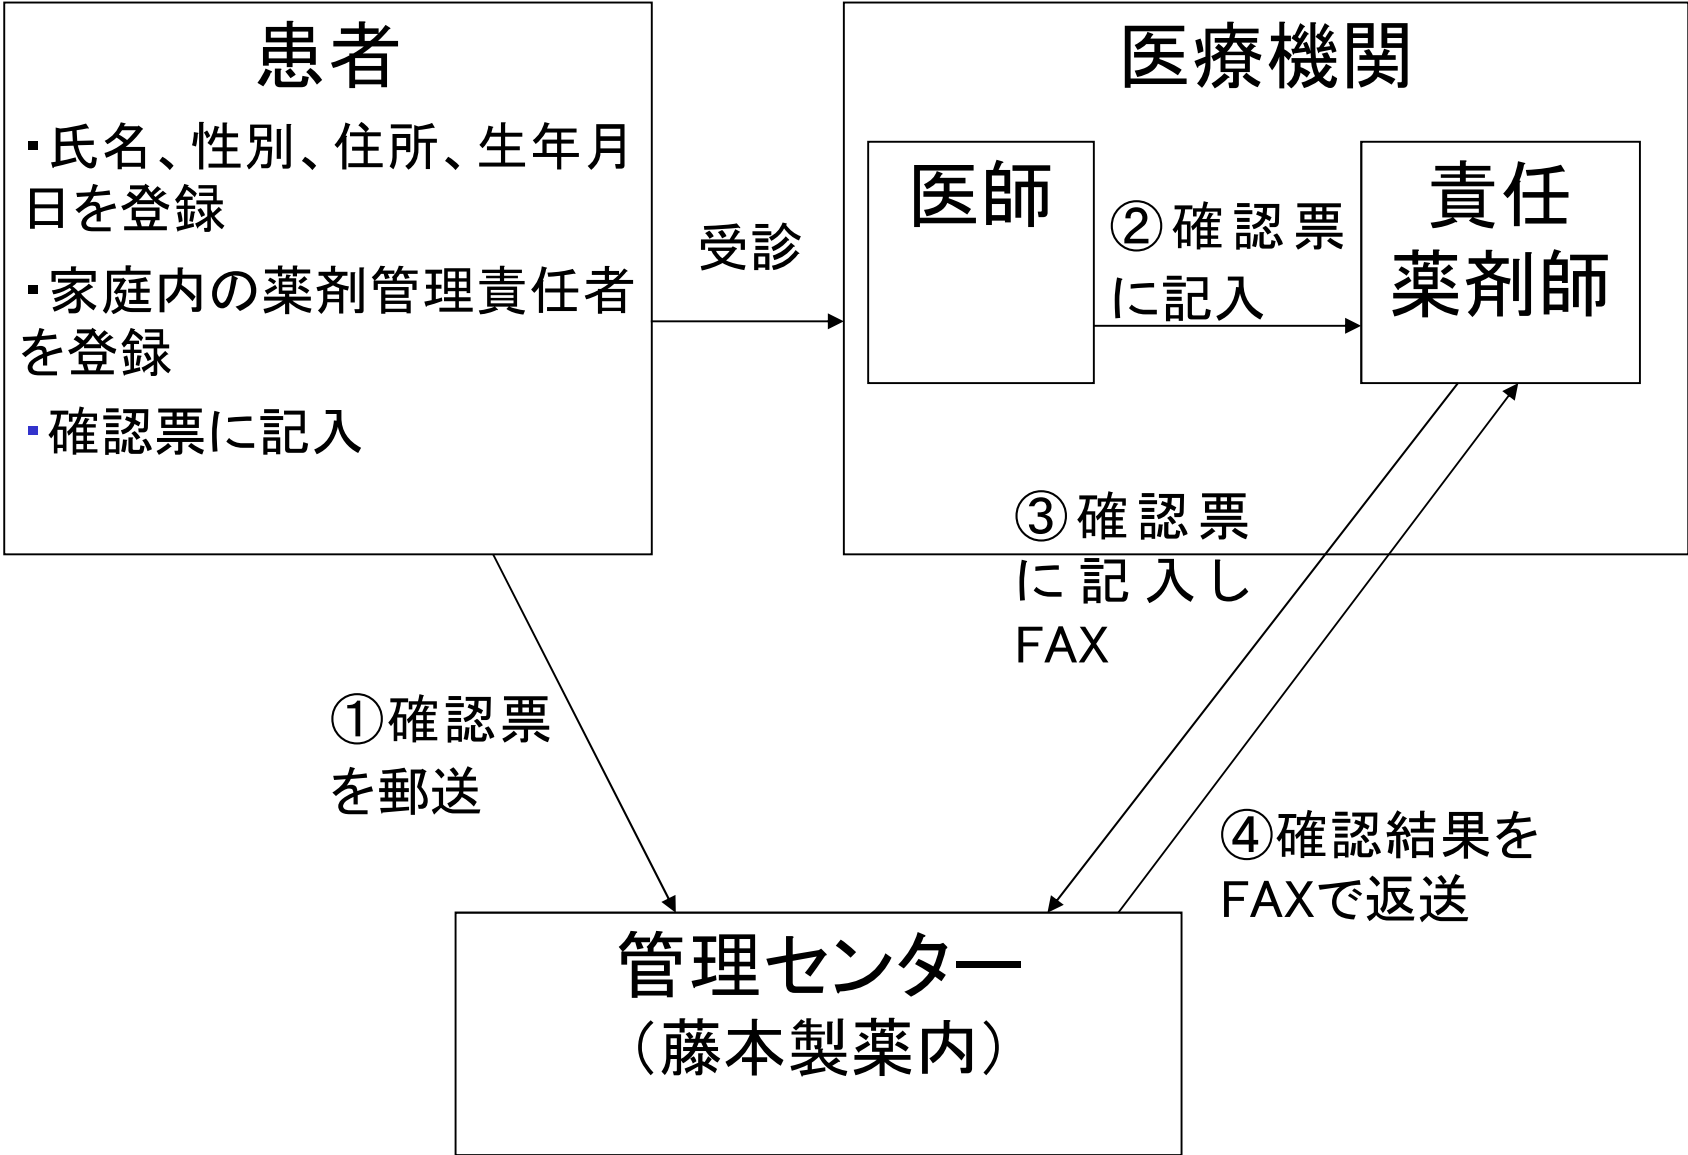 患者
・氏名、性別、住所、生年月
日を登録
・家庭内の薬剤管理責任者
を登録
・確認票に記入
受診
医療機関
医師
②確認票
に記入
責任
薬剤師
③確認票
に記入し
FAX
①確認票
を郵送
④確認結果を
FAXで返送
管理センター
（藤本製薬内）